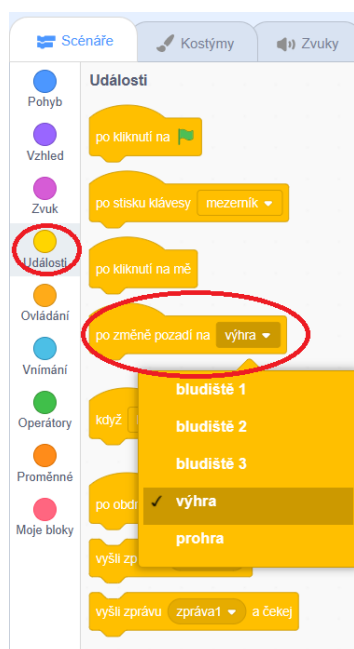 Scénáře
Kostýmy
Zvuky
Pohyb
Vzhled
Zvuk
Události
Ovládání
Vnímání
Operátory
Proměnné
Moje bloky
Události
po kliknutí na
po stisku klávesy mezerník
po kliknutí na mě
po změně pozadí na výhra
bludiště 1
bludiště 2
bludiště 3
✓ výhra
prohra
když
po obdr
vyšli zp
vyšli zprávu zpráva1 a čekej